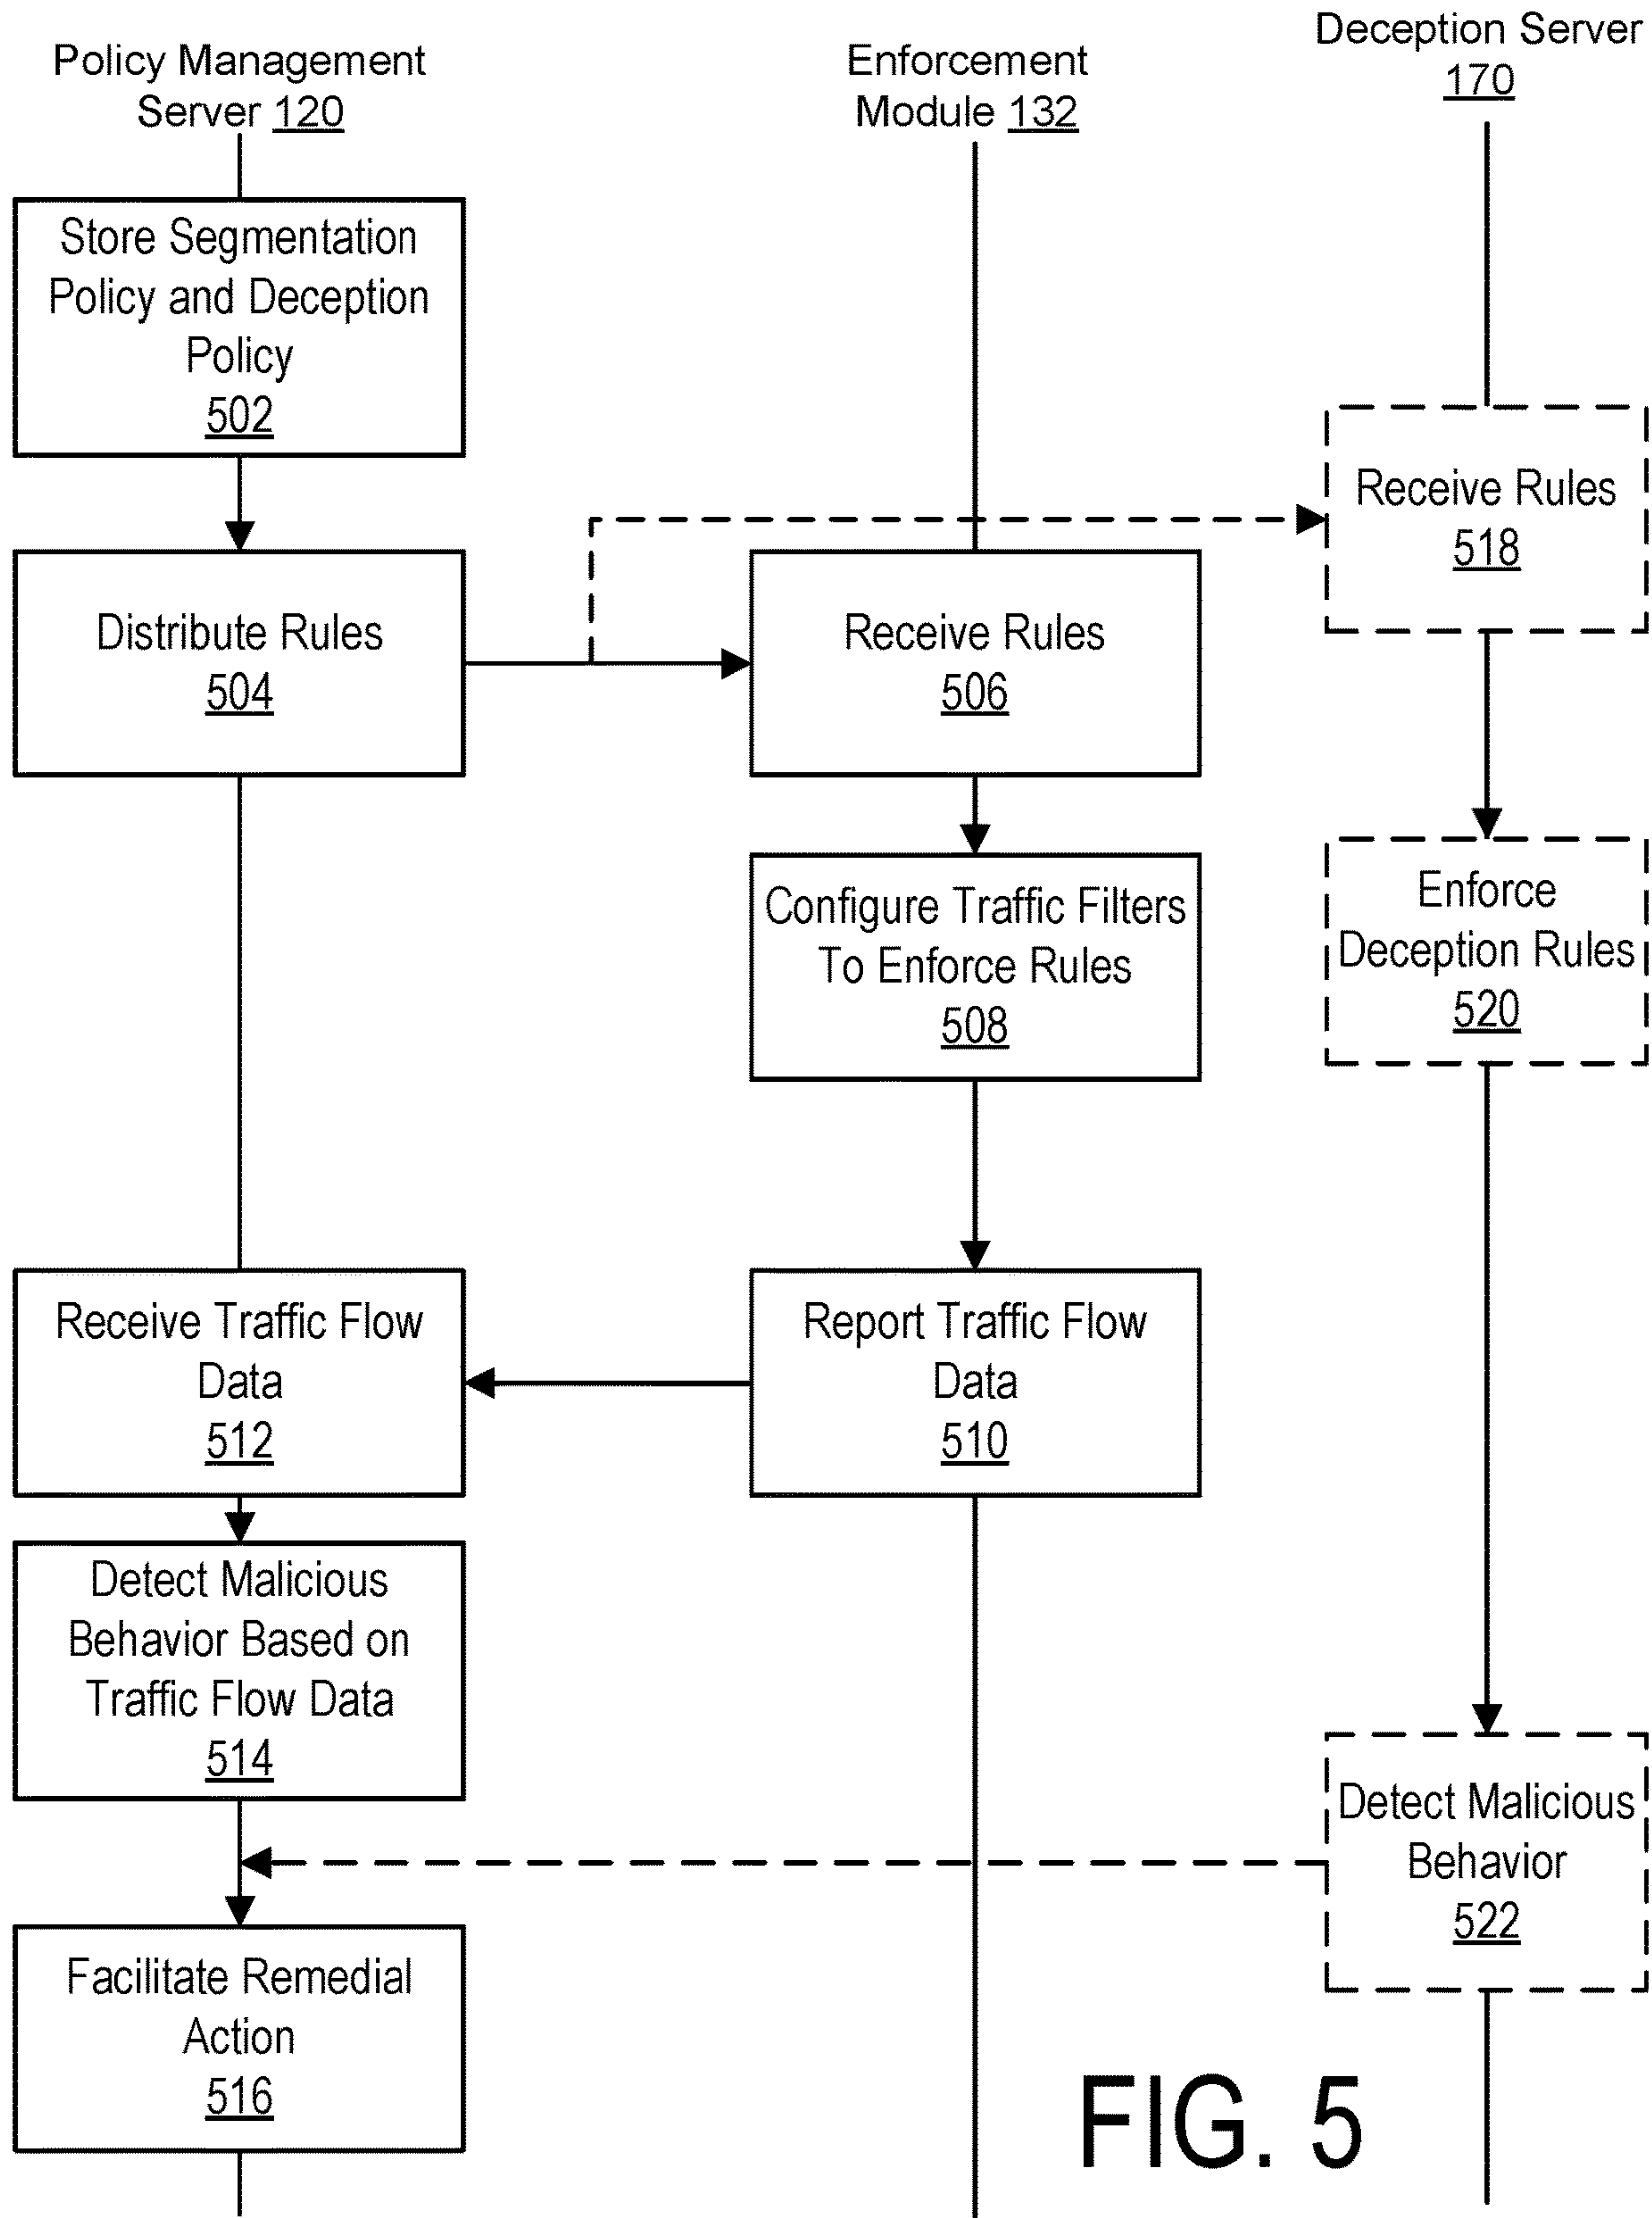 Policy Management
Server 120
Enforcement
Module 132
Deception Server
170
Store Segmentation
Policy and Deception
Policy
502
Distribute Rules
504
Receive Rules
506
Receive Rules
518
Configure Traffic Filters
To Enforce Rules
508
Enforce
Deception Rules
520
Receive Traffic Flow
Data
512
Report Traffic Flow
Data
510
Detect Malicious
Behavior Based on
Traffic Flow Data
514
Detect Malicious
Behavior
522
Facilitate Remedial
Action
516
FIG. 5